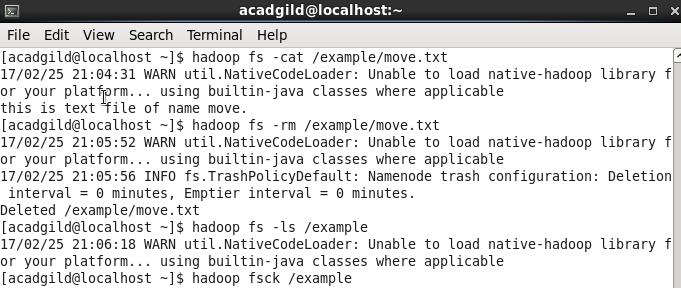 acadgild@localhost:~
File Edit View Search Terminal Help
[acadgild@localhost ~]$ hadoop fs -cat /example/move.txt
17/02/25 21:04:31 WARN util.NativeCodeLoader: Unable to load native-hadoop library f
or your platform... using builtin-java classes where applicable
this is text file of name move.
[acadgild@localhost ~]$ hadoop fs -rm /example/move.txt
17/02/25 21:05:52 WARN util.NativeCodeLoader: Unable to load native-hadoop library f
or your platform... using builtin-java classes where applicable
17/02/25 21:05:56 INFO fs.TrashPolicyDefault: Namenode trash configuration: Deletion
 interval = 0 minutes, Emptier interval = 0 minutes.
Deleted /example/move.txt
[acadgild@localhost ~]$ hadoop fs -ls /example
17/02/25 21:06:18 WARN util.NativeCodeLoader: Unable to load native-hadoop library f
or your platform... using builtin-java classes where applicable
[acadgild@localhost ~]$ hadoop fsck /example